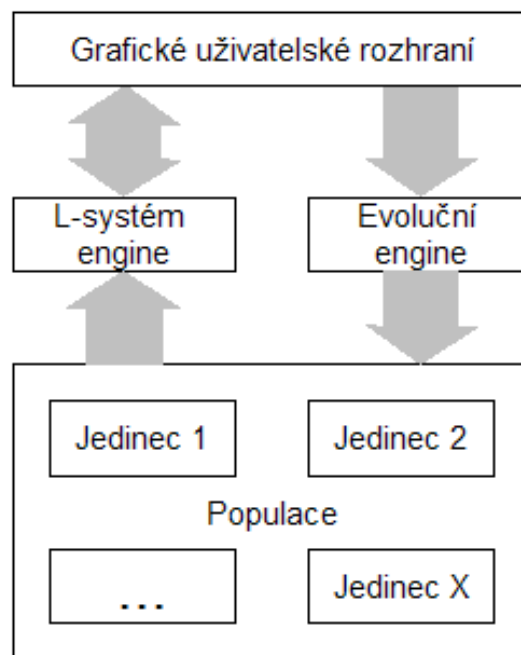 Grafické uživatelské rozhraní
L-systém
engine
Evoluční
engine
Jedinec 1
Jedinec 2
Populace
...
Jedinec X